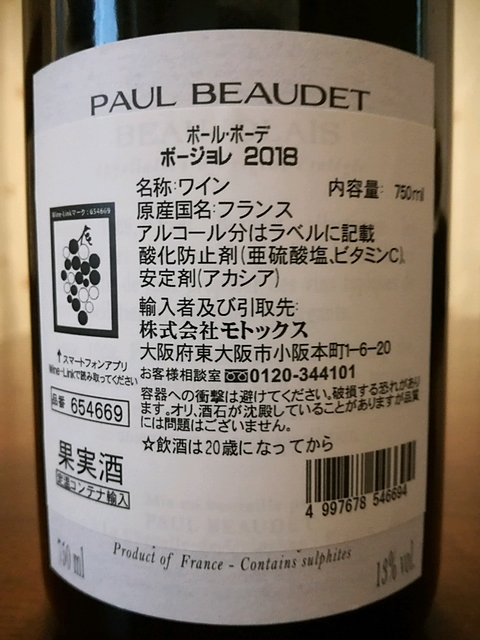 PAUL BEAUDET
ポール・ボーデ
ボージョレ 2018
名称:ワイン 内容量: 750ml
原産国名:フランス
アルコール分はラベルに記載
酸化防止剤(亜硫酸塩、ビタミンC)、
安定剤(アカシア)
輸入者及び引取先:
株式会社モトックス
大阪府東大阪市小阪本町1-6-20
お客様相談室 0120-344101
容器への衝撃は避けてください。破損する恐れがあり
ます。オリ、酒石が沈殿していることがありますが品質
には問題はございません。
☆飲酒は20歳になってから
Wine-Linkマーク:654669
↑スマートフォンアプリ
Wine-Linkで読み取ってください
品番 654669
果実酒
定温コンテナ輸入
4 997678 546694
750 ml
Product of France - Contains sulphites
13% vol.